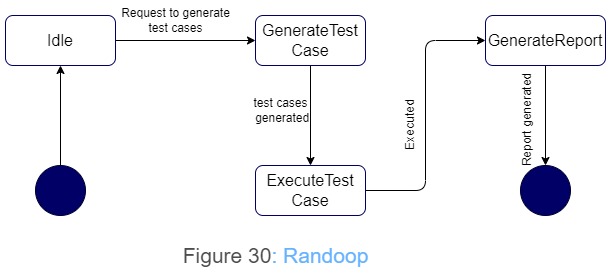 Request to generate
test cases
Idle
GenerateTest
Case
GenerateReport
test cases
generated
Executed
Report generated
ExecuteTest
Case
Figure 30: Randoop